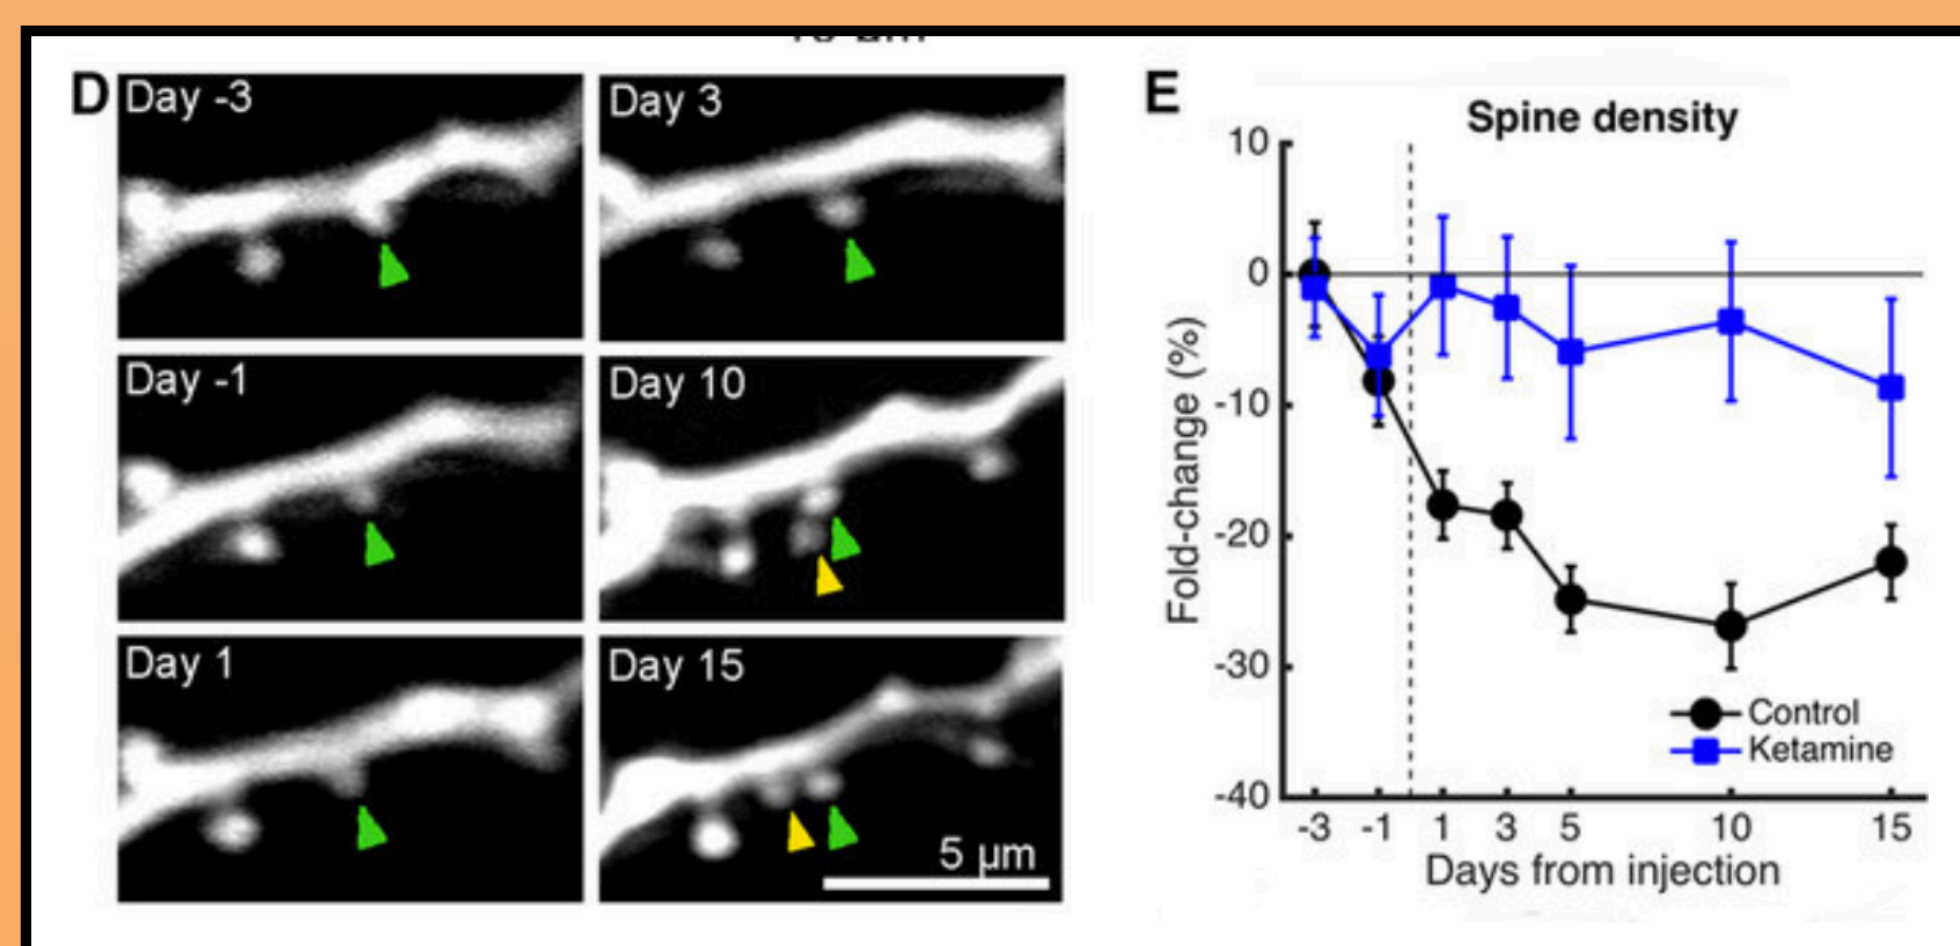 D
Day -3
Day 3
Day -1
Day 10
Day 1
Day 15
5 µm
E
Spine density
10
0
-10
-20
-30
-40
Fold-change (%)
Control
Ketamine
-3 -1 1 3 5 10 15
Days from injection